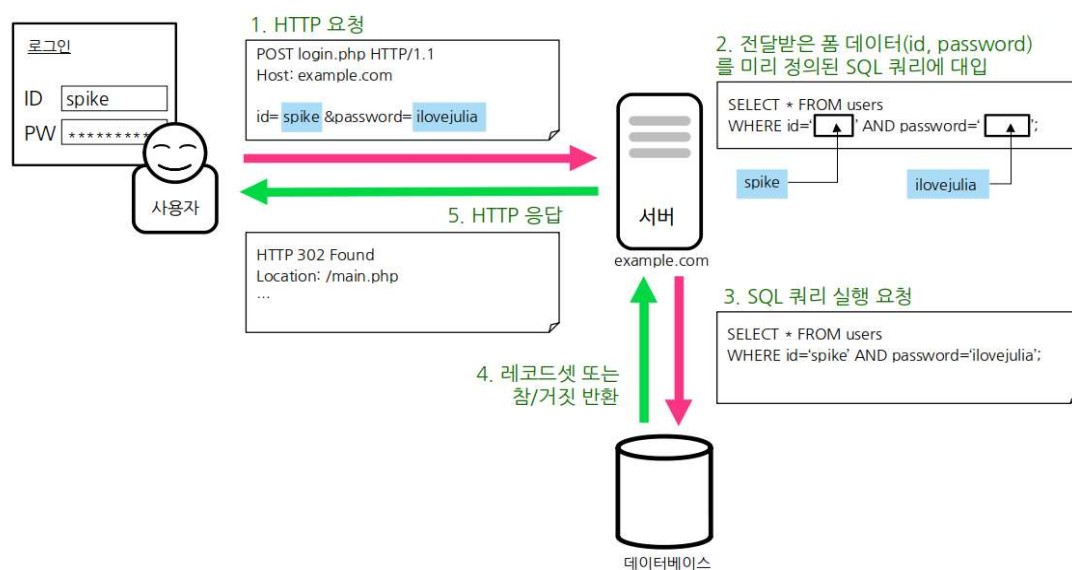 로그인
ID spike
PW *********
사용자
1. HTTP 요청
POST login.php HTTP/1.1
Host: example.com
id= spike &password= ilovejulia
5. HTTP 응답
HTTP 302 Found
Location: /main.php
...
서버
example.com
2. 전달받은 폼 데이터(id, password)
를 미리 정의된 SQL 쿼리에 대입
SELECT * FROM users
WHERE id=‘ ’ AND password=‘ ’;
spike
ilovejulia
3. SQL 쿼리 실행 요청
SELECT * FROM users
WHERE id=‘spike’ AND password=‘ilovejulia’;
4. 레코드셋 또는
참/거짓 반환
데이터베이스